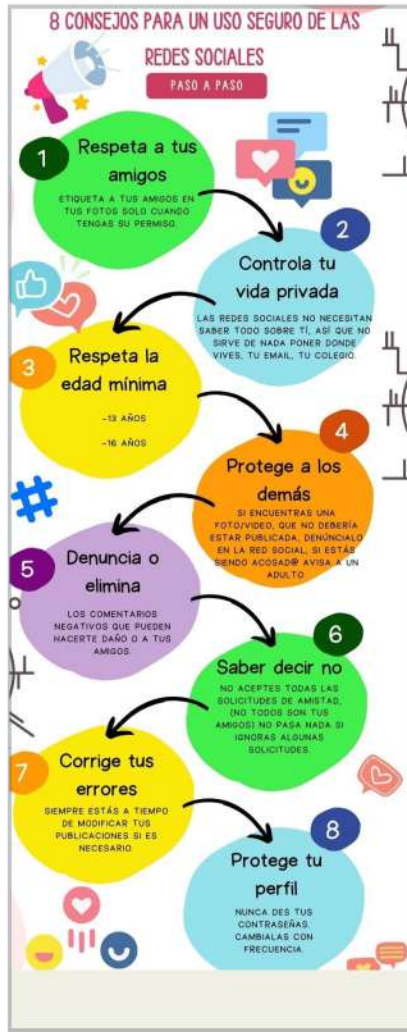 8 CONSEJOS PARA UN USO SEGURO DE LAS
REDES SOCIALES
PASO A PASO
1
Respeta a tus
amigos
ETIQUETA A TUS AMIGOS EN
TUS FOTOS SOLO CUANDO
TENGAS SU PERMISO.
2
Controla tu
vida privada
LAS REDES SOCIALES NO NECESITAN
SABER TODO SOBRE TÍ, ASÍ QUE NO
SIRVE DE NADA PONER DONDE
VIVES, TU EMAIL, TU COLEGIO.
3
Respeta la
edad mínima
-13 AÑOS
-16 AÑOS
4
Protege a los
demás
SI ENCUENTRAS UNA
FOTO/VIDEO, QUE NO DEBERÍA
ESTAR PUBLICADA, DENÚNCIALO
EN LA RED SOCIAL, SI ESTÁS
SIENDO ACOSAD@ AVISA A UN
ADULTO
5
Denuncia o
elimina
LOS COMENTARIOS
NEGATIVOS QUE PUEDEN
HACERTE DAÑO O A TUS
AMIGOS
6
Saber decir no
NO ACEPTES TODAS LAS
SOLICITUDES DE AMISTAD,
(NO TODOS SON TUS
AMIGOS) NO PASA NADA SI
IGNORAS ALGUNAS
SOLICITUDES.
7
Corrige tus
errores
SIEMPRE ESTÁS A TIEMPO
DE MODIFICAR TUS
PUBLICACIONES SI ES
NECESARIO
8
Protege tu
perfil
NUNCA DES TUS
CONTRASEÑAS.
CAMBIALAS CON
FRECUENCIA.